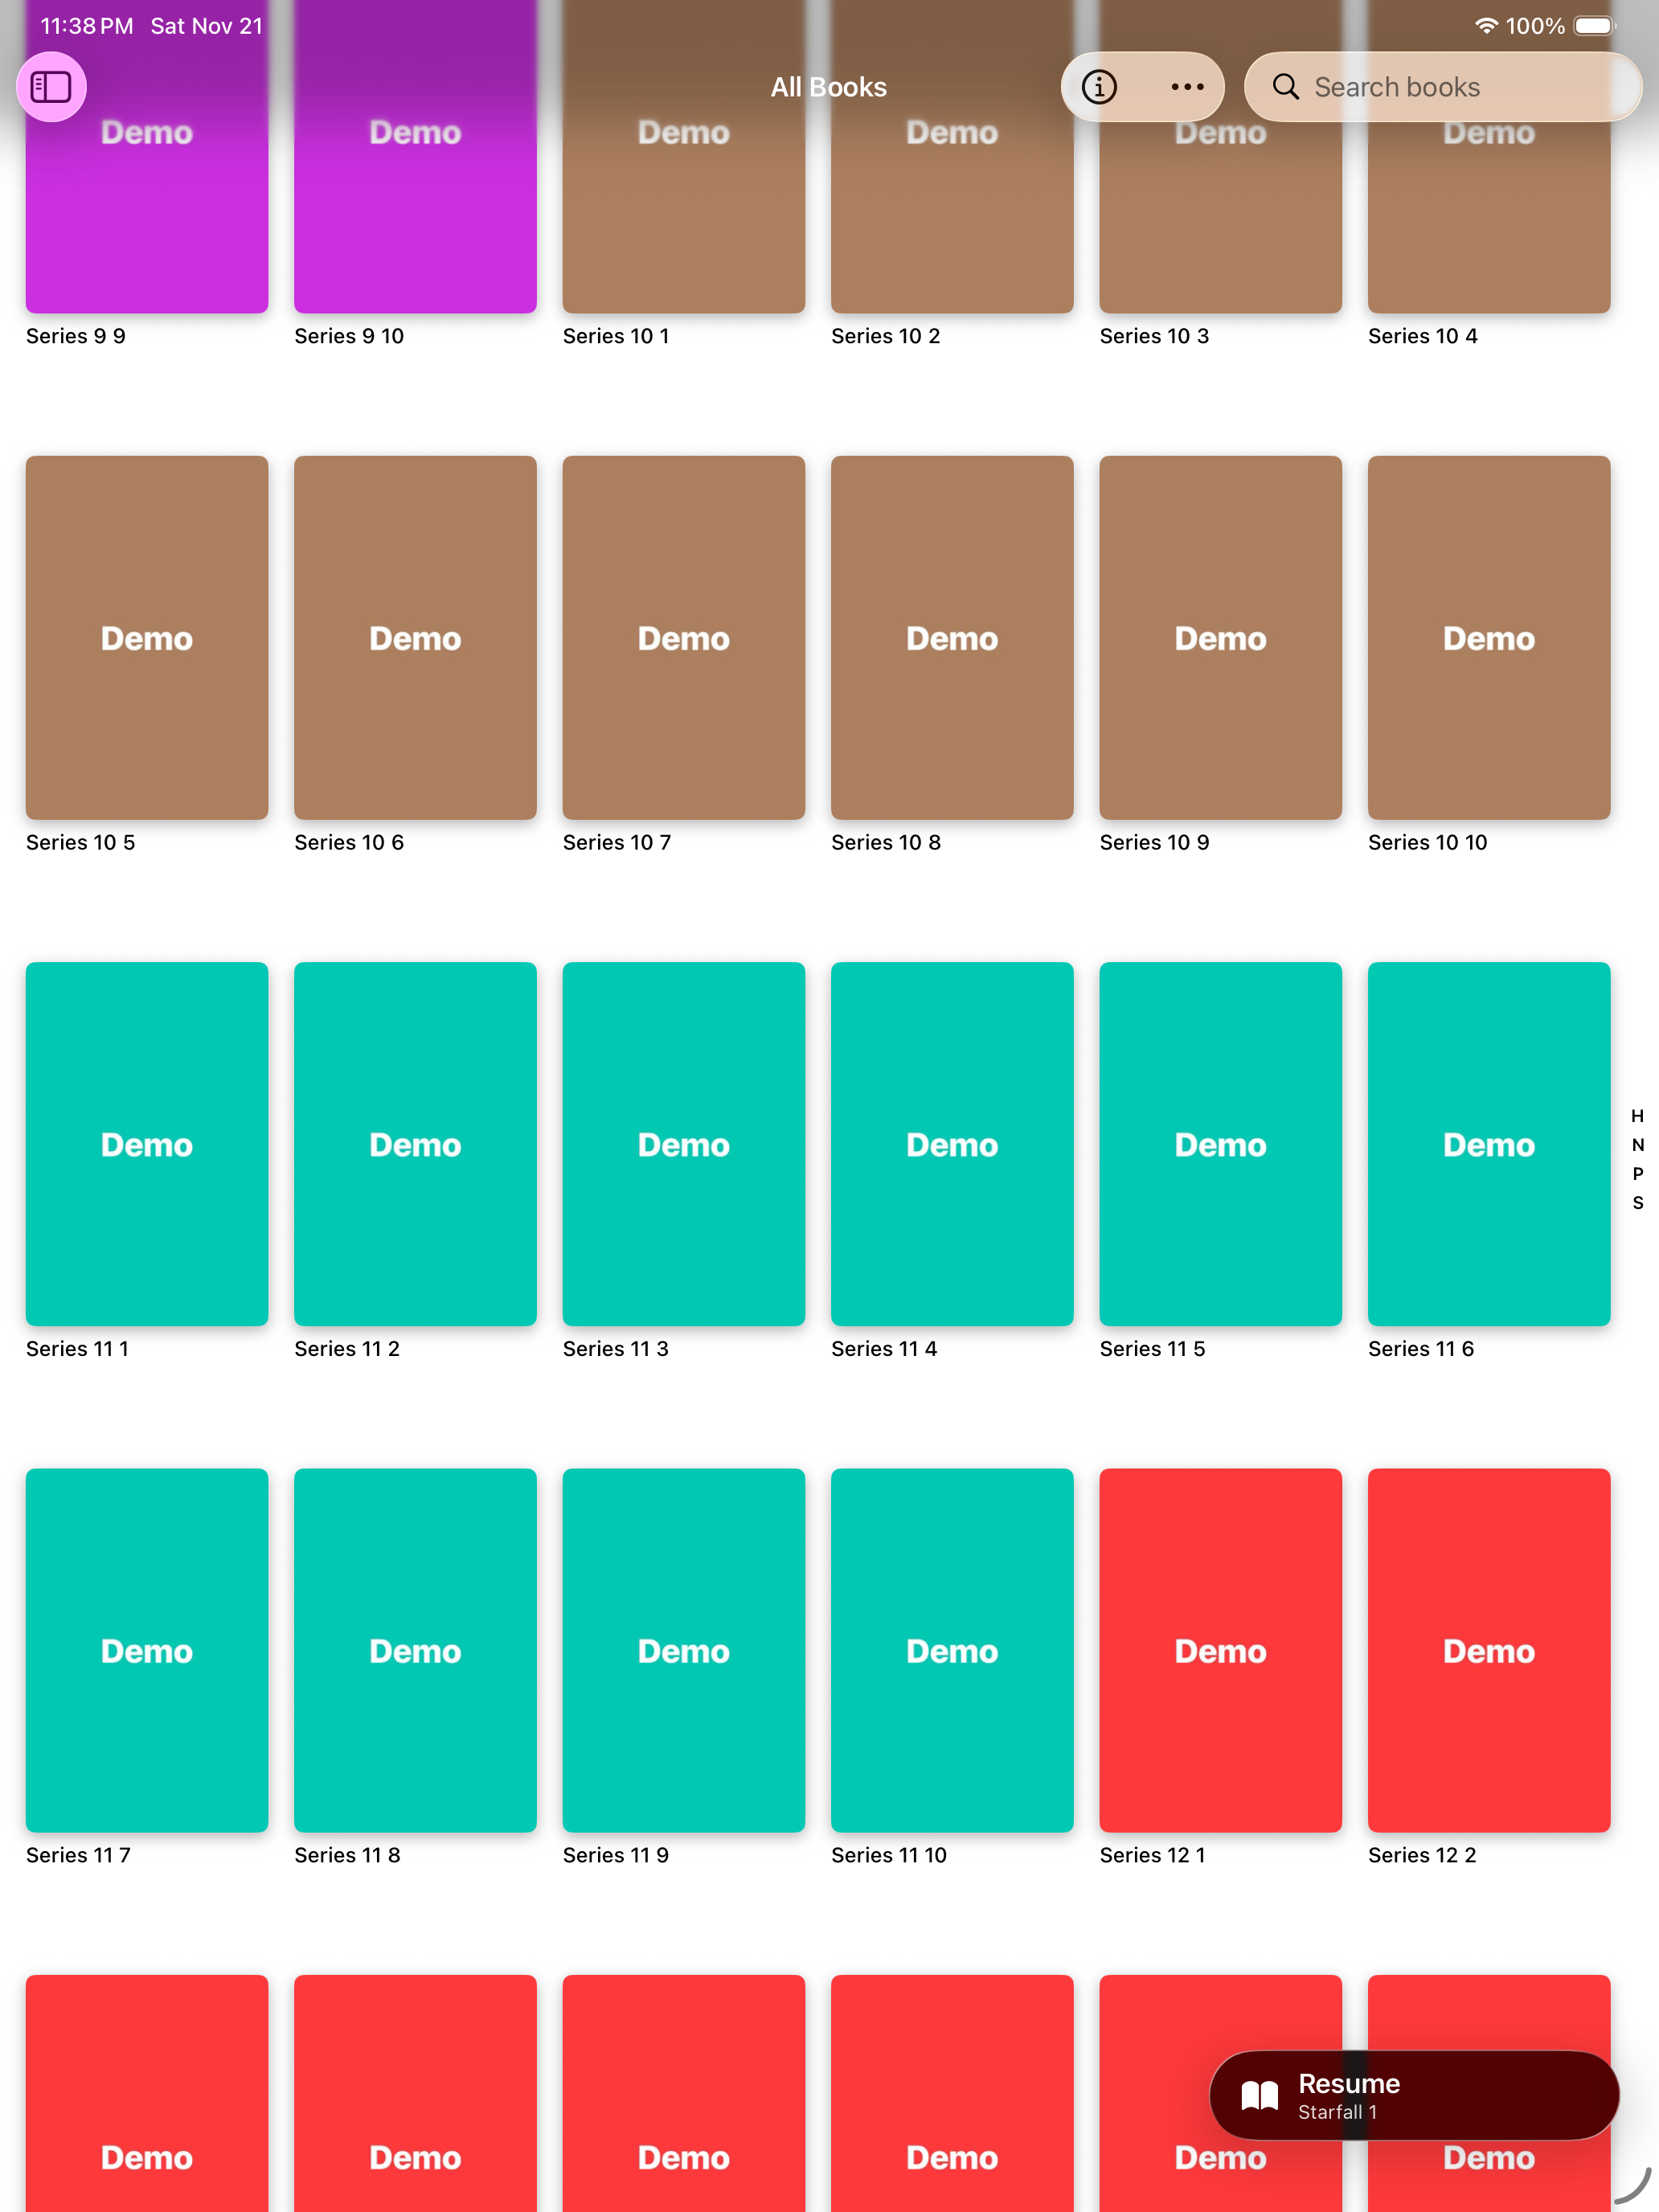 11:38 PM Sat Nov 21
100%
All Books
Search books
Demo Demo Demo Demo Demo Demo
Series 9 9 Series 9 10 Series 10 1 Series 10 2 Series 10 3 Series 10 4
Demo Demo Demo Demo Demo Demo
Series 10 5 Series 10 6 Series 10 7 Series 10 8 Series 10 9 Series 10 10
Demo Demo Demo Demo Demo Demo
Series 11 1 Series 11 2 Series 11 3 Series 11 4 Series 11 5 Series 11 6
H
N
P
S
Demo Demo Demo Demo Demo Demo
Series 11 7 Series 11 8 Series 11 9 Series 11 10 Series 12 1 Series 12 2
Resume
Starfall 1
Demo Demo Demo Demo Demo Demo